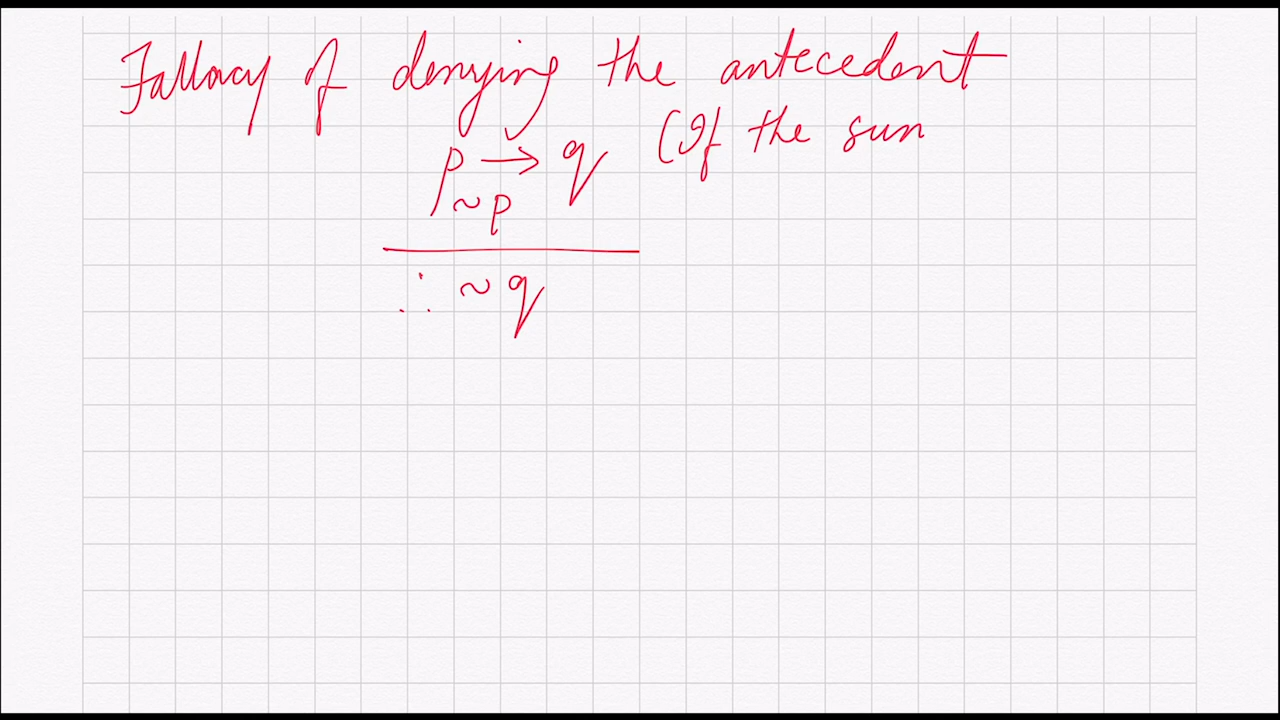 Fallacy of denying the antecedent
p → q (If the sun
~p
∴ ~q